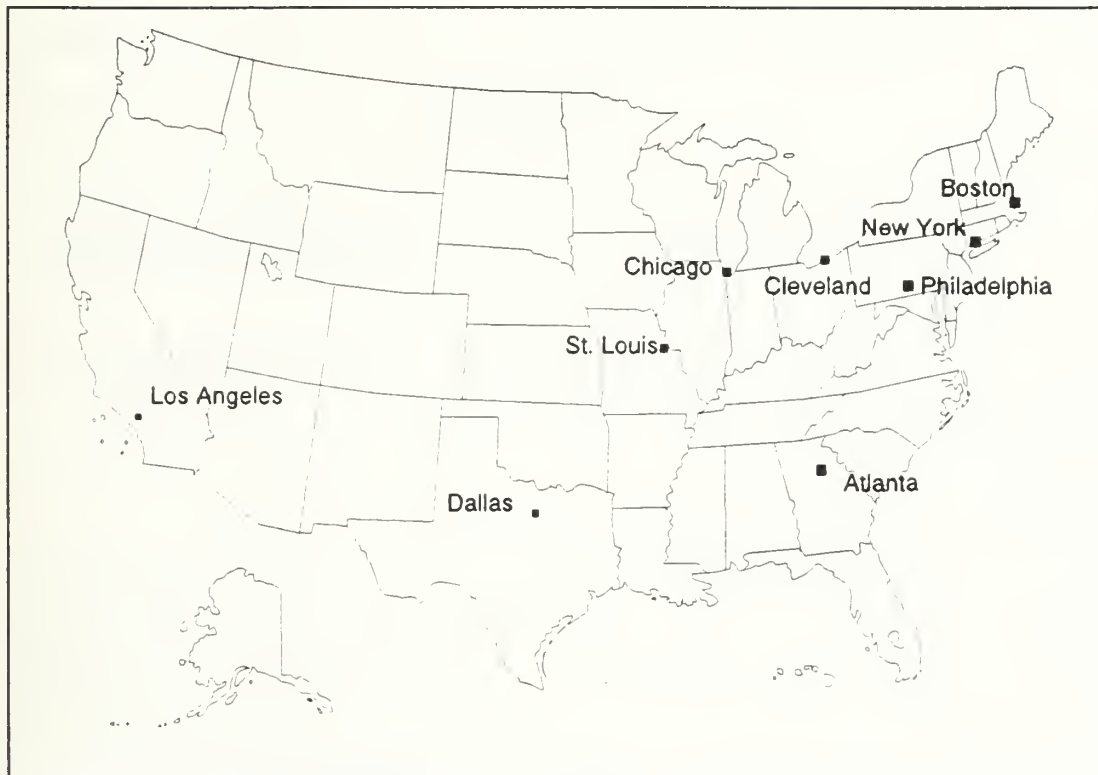 Boston
New York
Chicago
Cleveland
Philadelphia
St. Louis
Los Angeles
Atlanta
Dallas